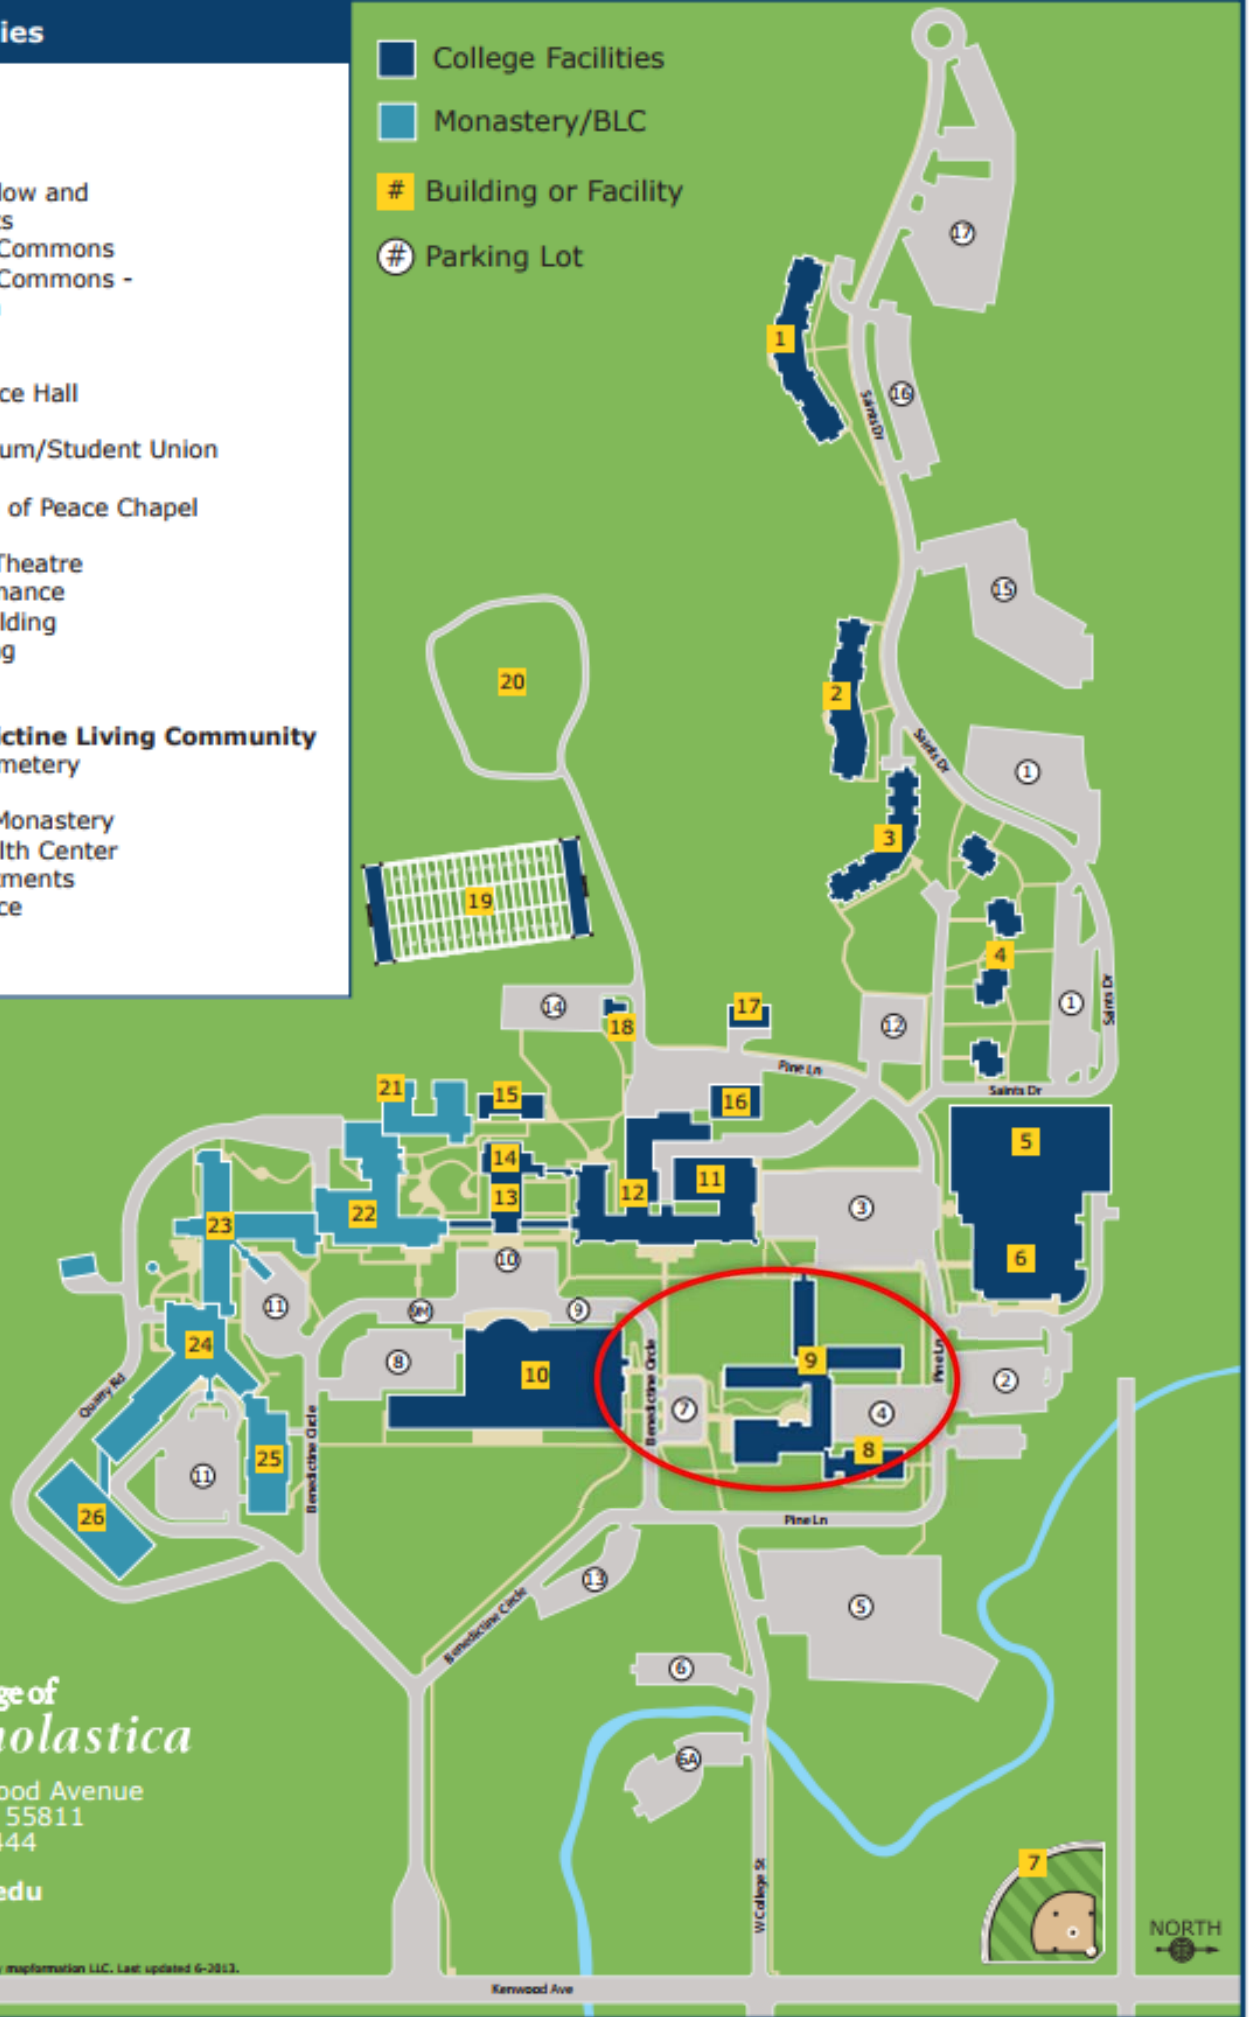 ies
low and
ts
Commons
Commons -
ce Hall
um/Student Union
of Peace Chapel
Theatre
nance
lding
g
ictine Living Community
metery
Monastery
lth Center
tments
ce
College Facilities
Monastery/BLC
# Building or Facility
# Parking Lot
17
1
16
Saints Dr
15
20
2
Saints Dr
1
3
19
4
1
Saints Dr
14
18
17
12
Pine Ln
Saints Dr
21
15
16
5
14
11
13
12
3
22
23
6
10
11
9M
9
24
8
10
Benedictine Circle
9
Pine Ln
2
Quarry Rd
7
4
25
11
Benedictine Circle
8
26
Pine Ln
13
5
Benedictine Circle
6
6A
ge of
holastica
ood Avenue
55811
444
edu
W College St
7
NORTH
mapformation LLC. Last updated 6-2013.
Kenwood Ave